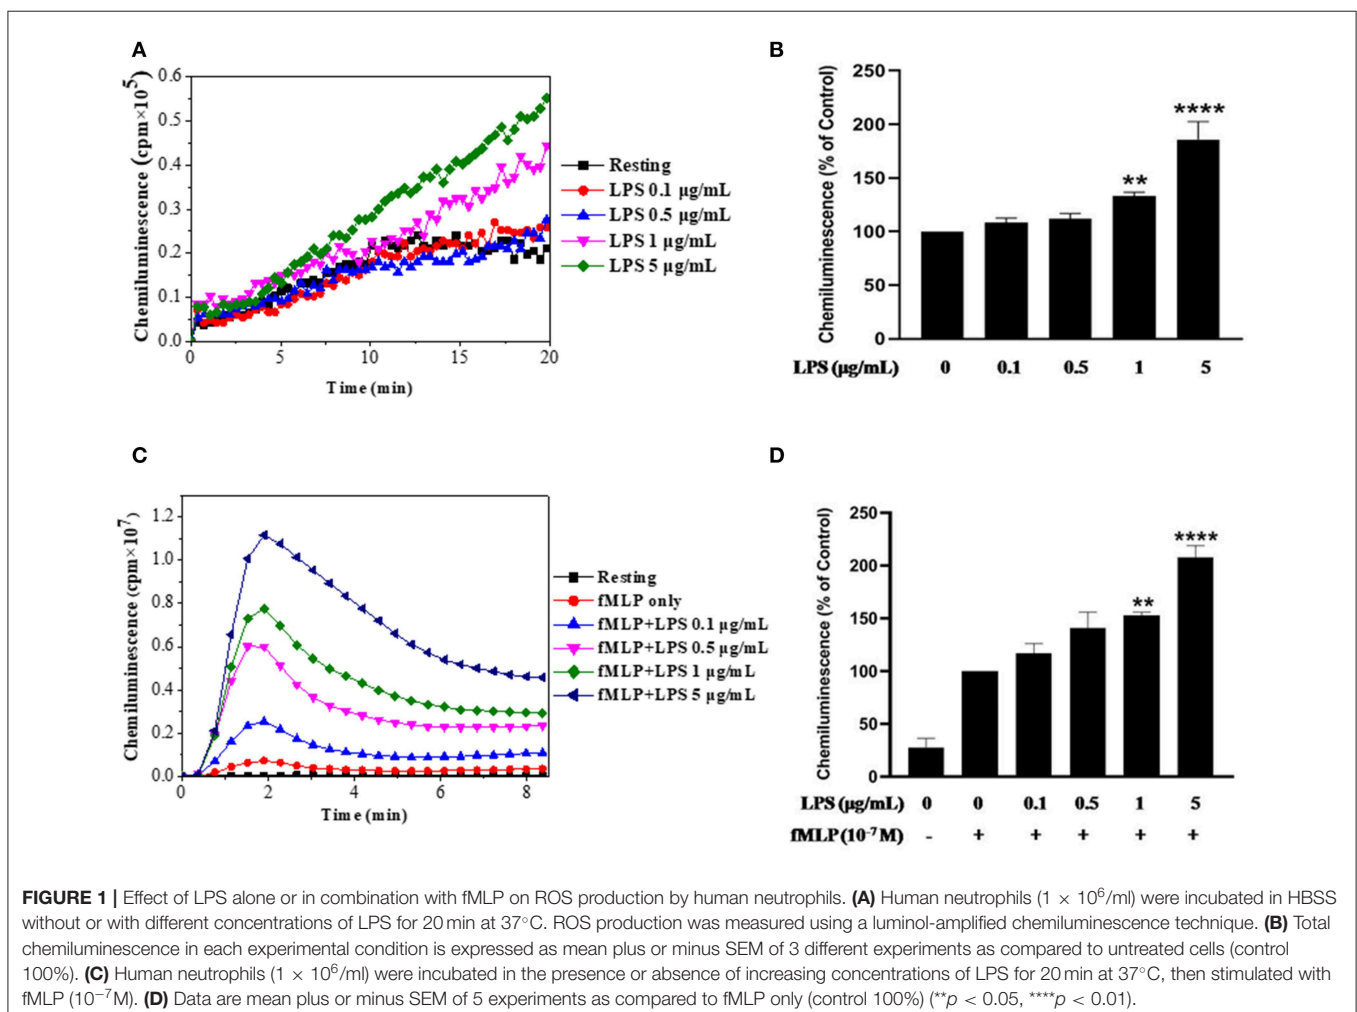 A
Chemiluminescence (cpm×10⁵)
0.6
0.5
0.4
0.3
0.2
0.1
0.0
0 5 10 15 20
Time (min)
Resting
LPS 0.1 µg/mL
LPS 0.5 µg/mL
LPS 1 µg/mL
LPS 5 µg/mL
B
Chemiluminescence (% of Control)
250
200
150
100
50
0
**
****
LPS (µg/mL) 0 0.1 0.5 1 5
C
Chemiluminescence (cpm×10⁷)
1.2
1.0
0.8
0.6
0.4
0.2
0.0
0 2 4 6 8
Time (min)
Resting
fMLP only
fMLP+LPS 0.1 µg/mL
fMLP+LPS 0.5 µg/mL
fMLP+LPS 1 µg/mL
fMLP+LPS 5 µg/mL
D
Chemiluminescence (% of Control)
250
200
150
100
50
0
**
****
LPS (µg/mL) 0 0 0.1 0.5 1 5
fMLP (10⁻⁷M) - + + + + +
FIGURE 1 | Effect of LPS alone or in combination with fMLP on ROS production by human neutrophils. (A) Human neutrophils (1 × 10⁶/ml) were incubated in HBSS
without or with different concentrations of LPS for 20 min at 37°C. ROS production was measured using a luminol-amplified chemiluminescence technique. (B) Total
chemiluminescence in each experimental condition is expressed as mean plus or minus SEM of 3 different experiments as compared to untreated cells (control
100%). (C) Human neutrophils (1 × 10⁶/ml) were incubated in the presence or absence of increasing concentrations of LPS for 20 min at 37°C, then stimulated with
fMLP (10⁻⁷M). (D) Data are mean plus or minus SEM of 5 experiments as compared to fMLP only (control 100%) (**p < 0.05, ****p < 0.01).